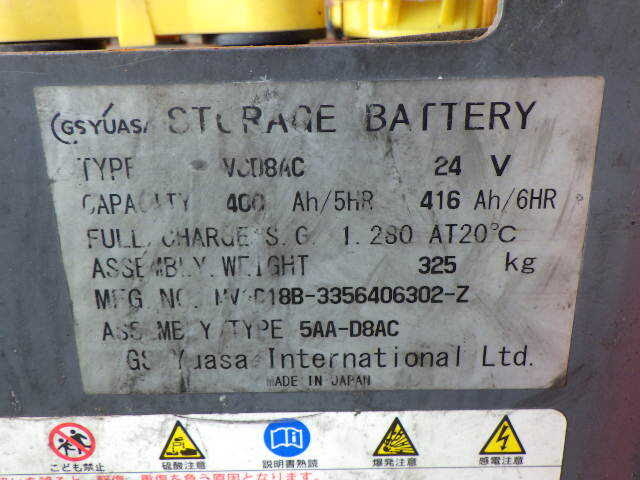 GS YUASA STORAGE BATTERY
TYPE VCD8AC 24 V
CAPACITY 400 Ah/5HR 416 Ah/6HR
FULL CHARGE S.G. 1.280 AT20℃
ASSEMBLY WEIGHT 325 kg
MFG NO.
ASSEMBLY TYPE 5AA-D8AC
GS Yuasa International Ltd.
MADE IN JAPAN
こども禁止 硫酸注意 説明書熟読 爆発注意 感電注意